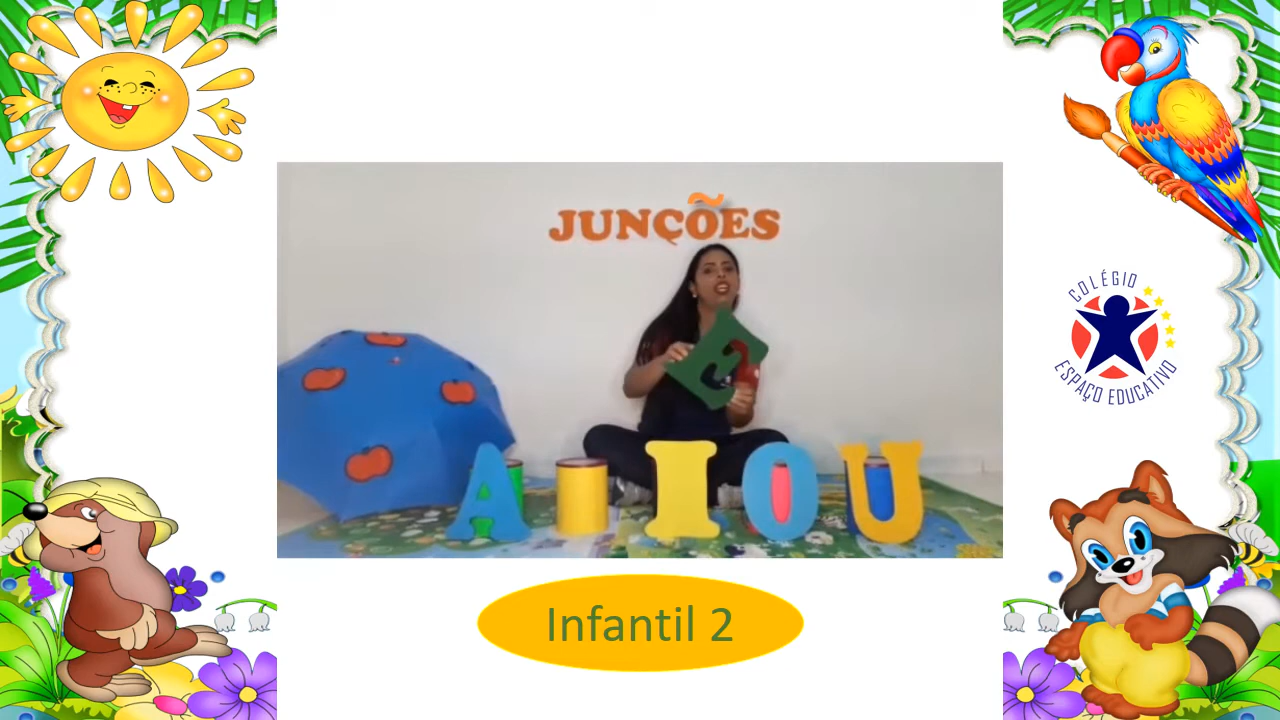 JUNÇÕES
E
A I O U
COLÉGIO
ESPAÇO EDUCATIVO
Infantil 2